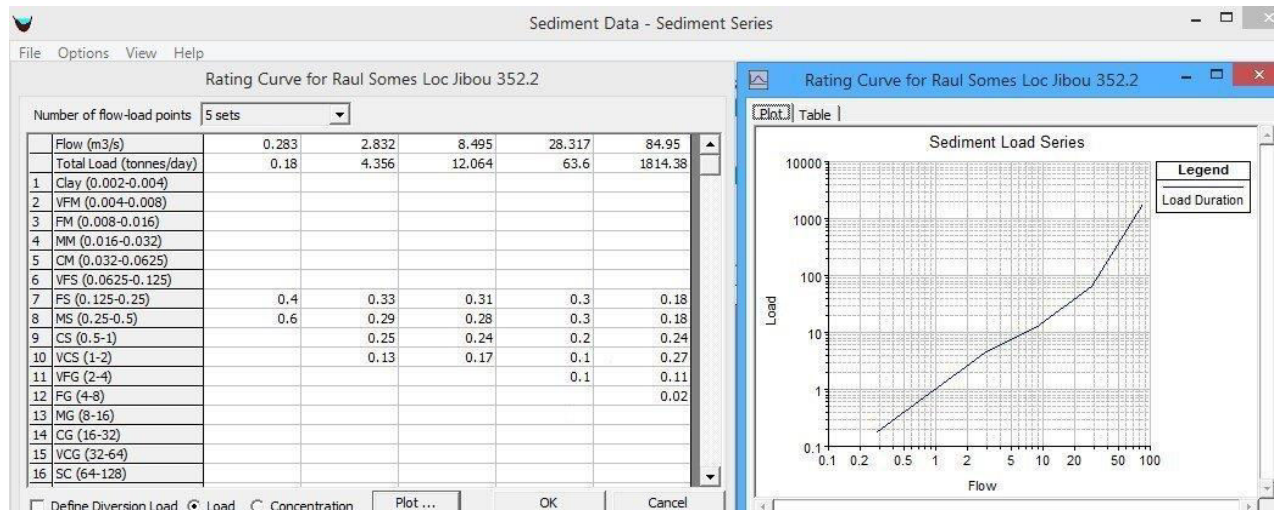 Sediment Data - Sediment Series
File Options View Help
Rating Curve for Raul Somes Loc Jibou 352.2
Number of flow-load points 5 sets
Flow (m3/s) 0.283 2.832 8.495 28.317 84.95
Total Load (tonnes/day) 0.18 4.356 12.064 63.6 1814.38
1 Clay (0.002-0.004)
2 VFM (0.004-0.008)
3 FM (0.008-0.016)
4 MM (0.016-0.032)
5 CM (0.032-0.0625)
6 VFS (0.0625-0.125)
7 FS (0.125-0.25) 0.4 0.33 0.31 0.3 0.18
8 MS (0.25-0.5) 0.6 0.29 0.28 0.3 0.18
9 CS (0.5-1) 0.25 0.24 0.2 0.24
10 VCS (1-2) 0.13 0.17 0.1 0.27
11 VFG (2-4) 0.1 0.11
12 FG (4-8) 0.02
13 MG (8-16)
14 CG (16-32)
15 VCG (32-64)
16 SC (64-128)
Define Diversion Load Load Concentration Plot ... OK Cancel
Rating Curve for Raul Somes Loc Jibou 352.2
Plot Table
Sediment Load Series
Legend
Load Duration
10000
1000
100
10
1
0.1
Load
0.1 0.2 0.5 1 2 5 10 20 50 100
Flow